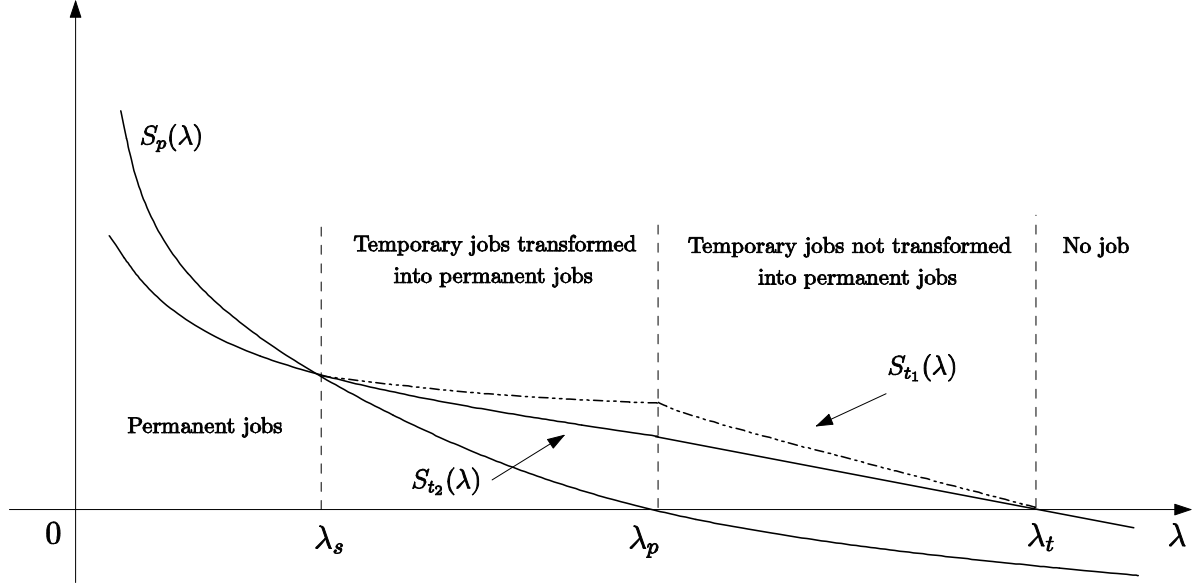 S_p(λ)
Temporary jobs transformed
into permanent jobs
Temporary jobs not transformed
into permanent jobs
No job
S_{t_1}(λ)
Permanent jobs
S_{t_2}(λ)
0
λ_s
λ_p
λ_t
λ